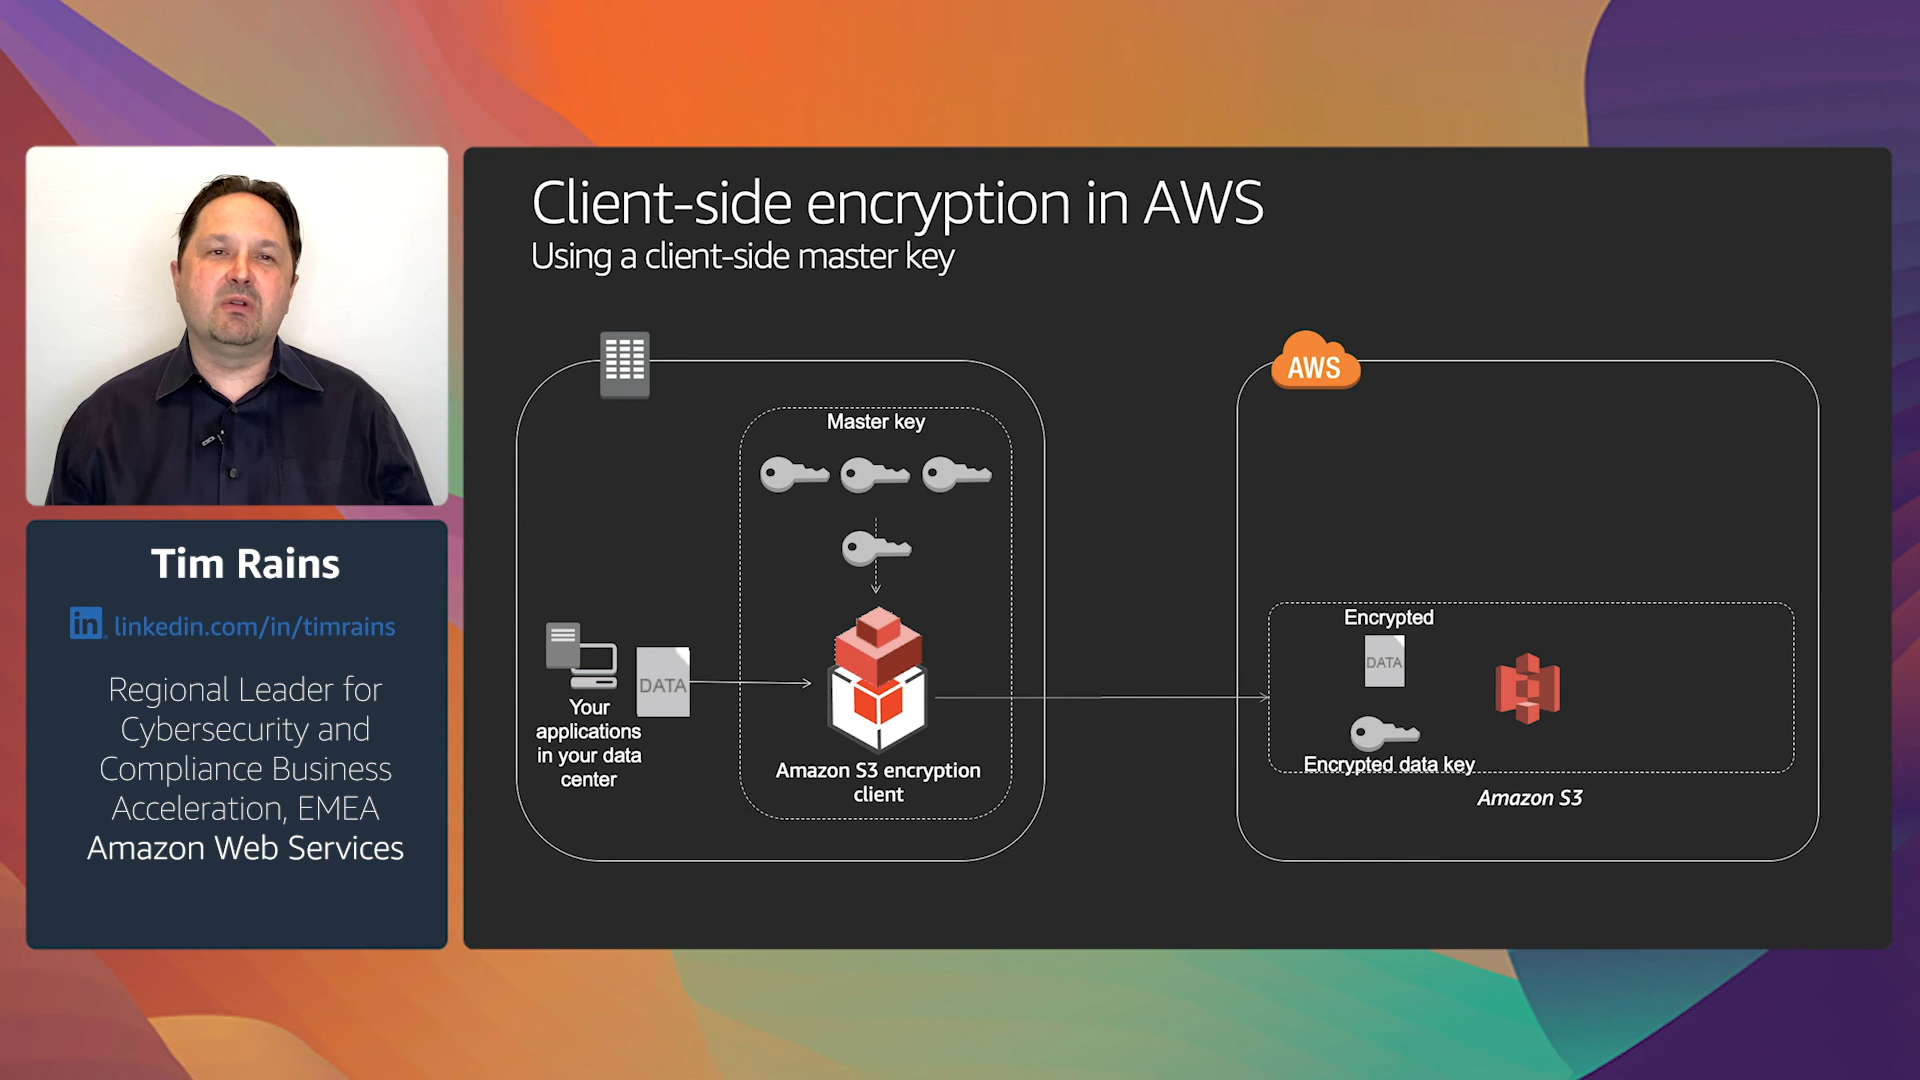 Client-side encryption in AWS
Using a client-side master key
AWS
Master key
DATA
Your
applications
in your data
center
Amazon S3 encryption
client
Encrypted
DATA
Encrypted data key
Amazon S3
Tim Rains
in linkedin.com/in/timrains
Regional Leader for
Cybersecurity and
Compliance Business
Acceleration, EMEA
Amazon Web Services